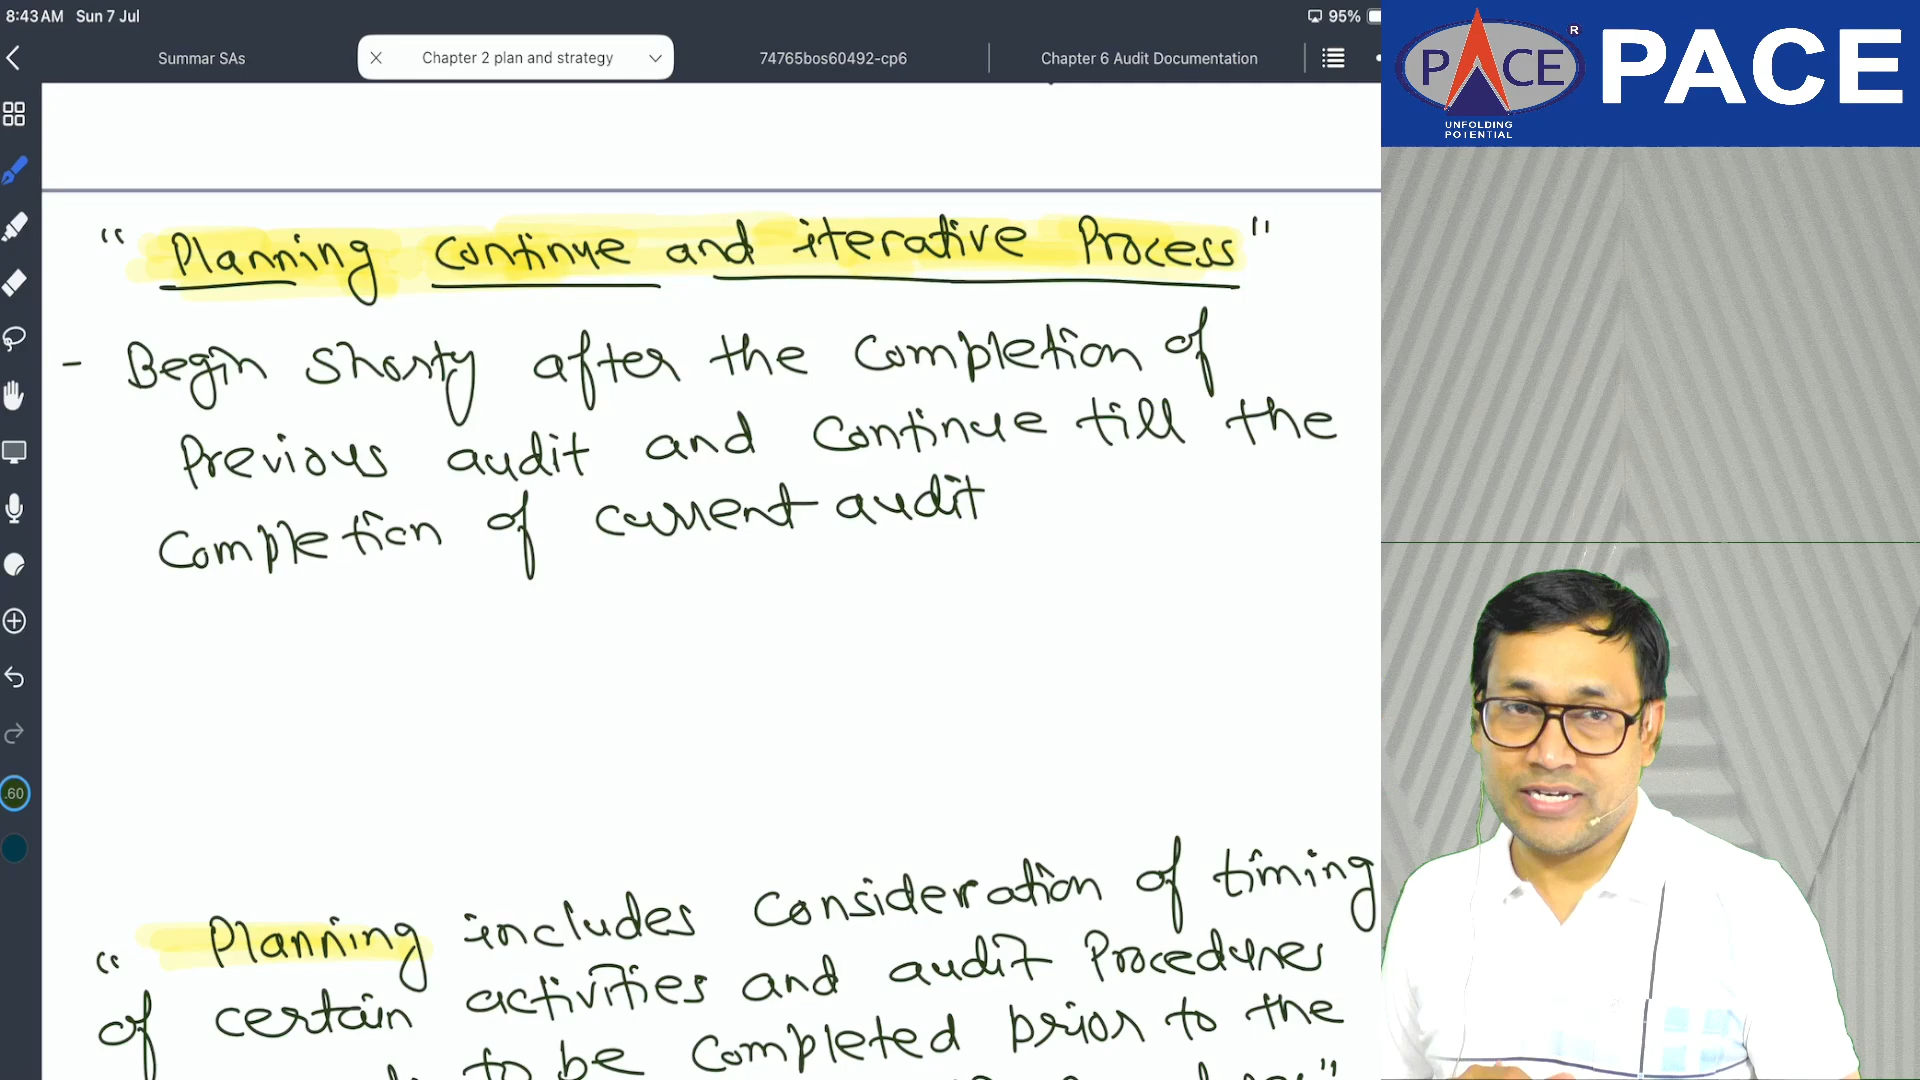 8:43 AM Sun 7 Jul
95%
Summar SAs
Chapter 2 plan and strategy
74765bos60492-cp6
Chapter 6 Audit Documentation
PACE
UNFOLDING
POTENTIAL
®
PACE
"Planning continue and iterative Process"
- Begin shorty after the completion of
Previous audit and continue till the
completion of current audit
"Planning includes consideration of timing
of certain activities and audit Procedures
to be completed prior to the
.60